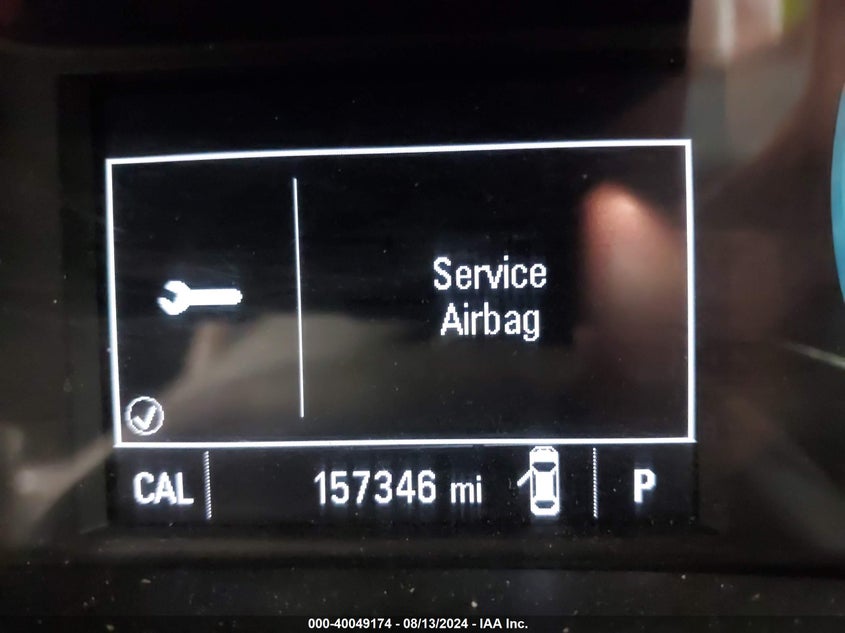 Service
Airbag
CAL 157346 mi P
000-40049174 - 08/13/2024 - IAA Inc.